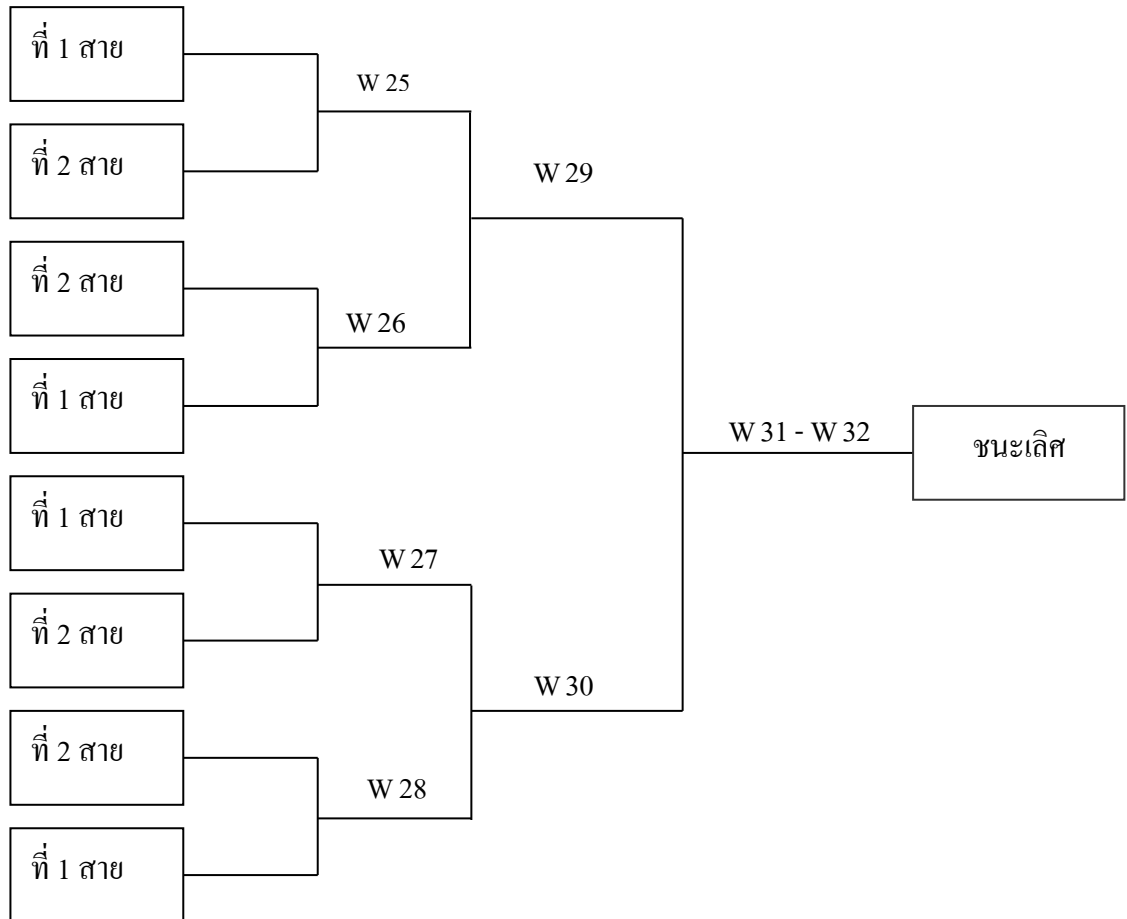 ที่ 1 สาย
W 25
ที่ 2 สาย
W 29
ที่ 2 สาย
W 26
ที่ 1 สาย
W 31 - W 32
ชนะเลิศ
ที่ 1 สาย
W 27
ที่ 2 สาย
W 30
ที่ 2 สาย
W 28
ที่ 1 สาย